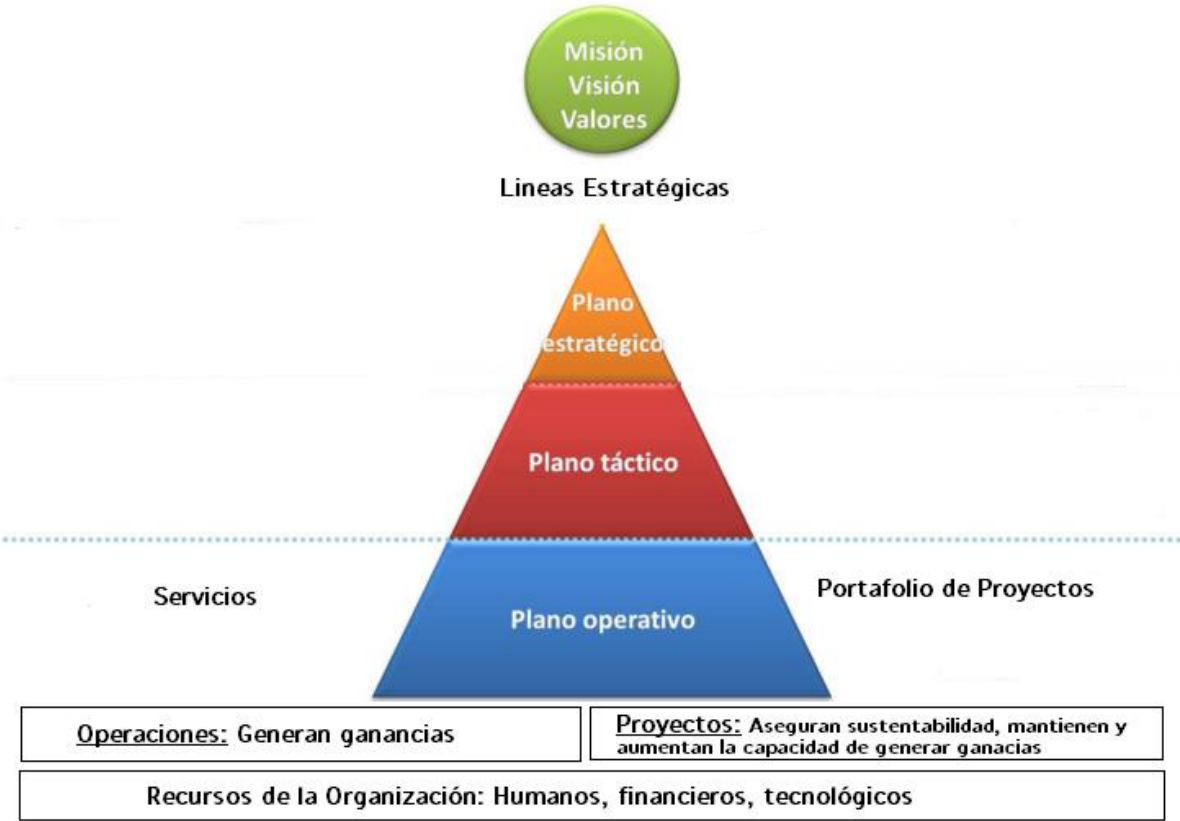 Misión
Visión
Valores
Lineas Estratégicas
Plano
estratégico
Plano táctico
Servicios
Portafolio de Proyectos
Plano operativo
Operaciones: Generan ganancias
Proyectos: Aseguran sustentabilidad, mantienen y
aumentan la capacidad de generar ganacias
Recursos de la Organización: Humanos, financieros, tecnológicos